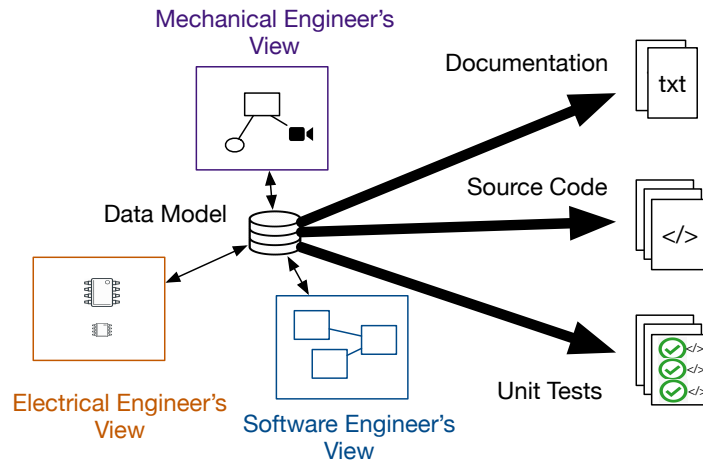 Mechanical Engineer's
View
Documentation
txt
Source Code
Data Model
</>
Electrical Engineer's
View
Software Engineer's
View
Unit Tests
</>
</>
</>